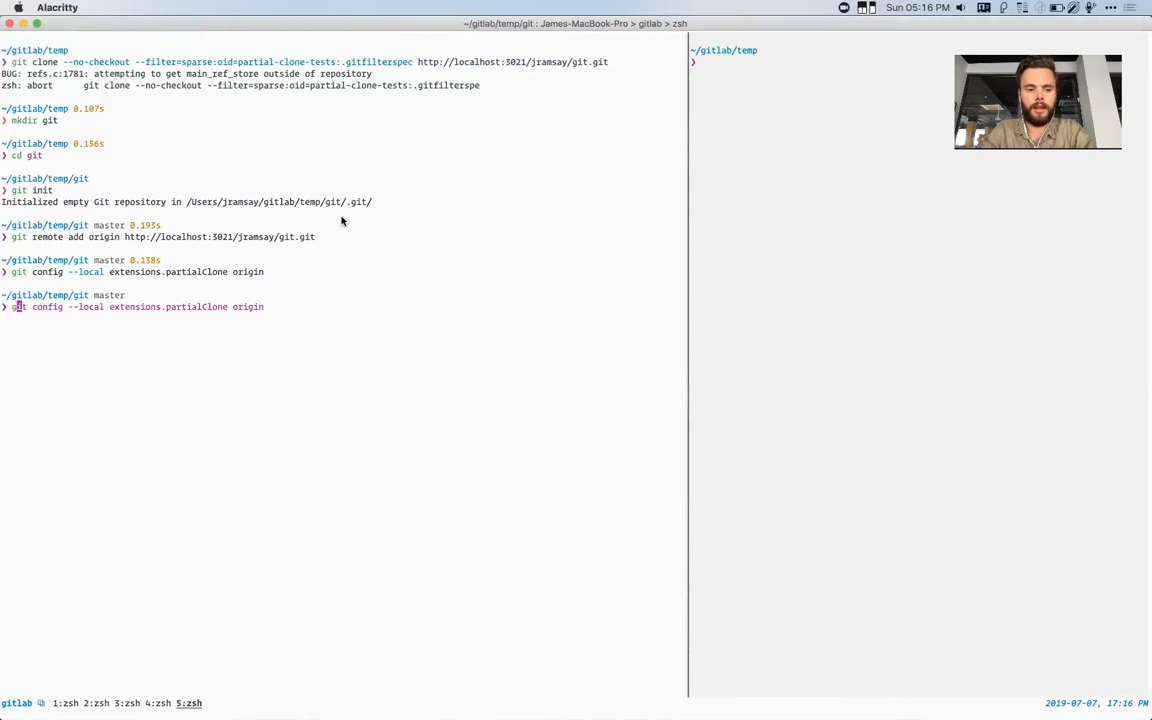 Alacritty
Sun 05:16 PM
~/gitlab/temp/git : James-MacBook-Pro > gitlab > zsh
~/gitlab/temp
❯ git clone --no-checkout --filter=sparse:oid=partial-clone-tests:.gitfilterspec http://localhost:3021/jramsay/git.git
BUG: refs.c:1781: attempting to get main_ref_store outside of repository
zsh: abort      git clone --no-checkout --filter=sparse:oid=partial-clone-tests:.gitfilterspe
~/gitlab/temp 0.107s
❯ mkdir git
~/gitlab/temp 0.156s
❯ cd git
~/gitlab/temp/git
❯ git init
Initialized empty Git repository in /Users/jramsay/gitlab/temp/git/.git/
~/gitlab/temp/git master 0.193s
❯ git remote add origin http://localhost:3021/jramsay/git.git
~/gitlab/temp/git master 0.138s
❯ git config --local extensions.partialClone origin
~/gitlab/temp/git master
❯ git config --local extensions.partialClone origin
~/gitlab/temp
❯
gitlab 1:zsh 2:zsh 3:zsh 4:zsh 5:zsh
2019-07-07, 17:16 PM